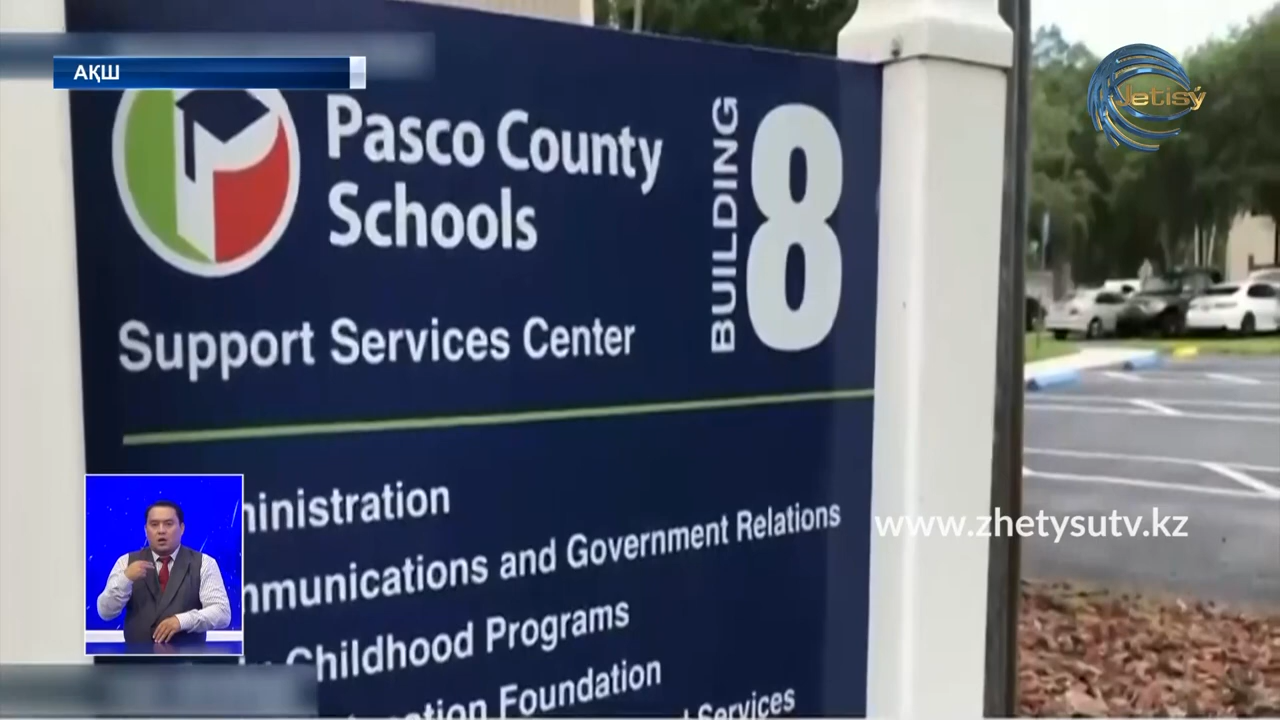 АҚШ
Jetisý
Pasco County
Schools
BUILDING
8
Support Services Center
ministration
mmunications and Government Relations
Childhood Programs
Foundation
Services
www.zhetysutv.kz